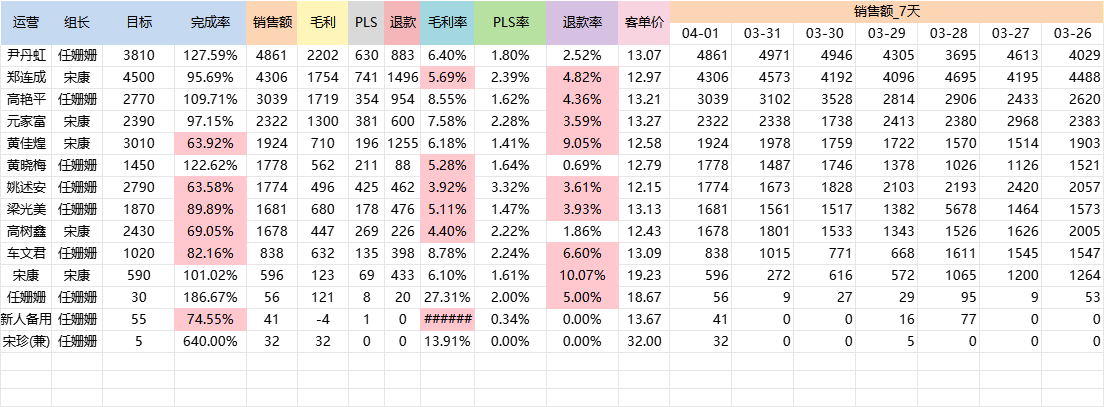 运营 组长 目标 完成率 销售额 毛利 PLS 退款 毛利率 PLS率 退款率 客单价 销售额_7天
04-01 03-31 03-30 03-29 03-28 03-27 03-26
尹丹虹 任姗姗 3810 127.59% 4861 2202 630 883 6.40% 1.80% 2.52% 13.07 4861 4971 4946 4305 3695 4613 4029
郑连成 宋康 4500 95.69% 4306 1754 741 1496 5.69% 2.39% 4.82% 12.97 4306 4573 4192 4096 4695 4195 4488
高艳平 任姗姗 2770 109.71% 3039 1719 354 954 8.55% 1.62% 4.36% 13.21 3039 3102 3528 2814 2906 2433 2620
元家富 宋康 2390 97.15% 2322 1300 381 600 7.58% 2.28% 3.59% 13.27 2322 2338 1738 2413 2380 2968 2383
黄佳煌 宋康 3010 63.92% 1924 710 196 1255 6.18% 1.41% 9.05% 12.58 1924 1978 1759 1722 1570 1514 1903
黄晓梅 任姗姗 1450 122.62% 1778 562 211 88 5.28% 1.64% 0.69% 12.79 1778 1487 1746 1378 1026 1126 1521
姚述安 任姗姗 2790 63.58% 1774 496 425 462 3.92% 3.32% 3.61% 12.15 1774 1673 1828 2103 2193 2420 2057
梁光美 任姗姗 1870 89.89% 1681 680 178 476 5.11% 1.47% 3.93% 13.13 1681 1561 1517 1382 5678 1464 1573
高树鑫 宋康 2430 69.05% 1678 447 269 226 4.40% 2.22% 1.86% 12.43 1678 1801 1533 1343 1526 1626 2005
车文君 任姗姗 1020 82.16% 838 632 135 398 8.78% 2.24% 6.60% 13.09 838 1015 771 668 1611 1545 1547
宋康 宋康 590 101.02% 596 123 69 433 6.10% 1.61% 10.07% 19.23 596 272 616 572 1065 1200 1264
任姗姗 任姗姗 30 186.67% 56 121 8 20 27.31% 2.00% 5.00% 18.67 56 9 27 29 95 9 53
新人备用 任姗姗 55 74.55% 41 -4 1 0 ###### 0.34% 0.00% 13.67 41 0 0 16 77 0 0
宋珍(兼) 任姗姗 5 640.00% 32 32 0 0 13.91% 0.00% 0.00% 32.00 32 0 0 5 0 0 0